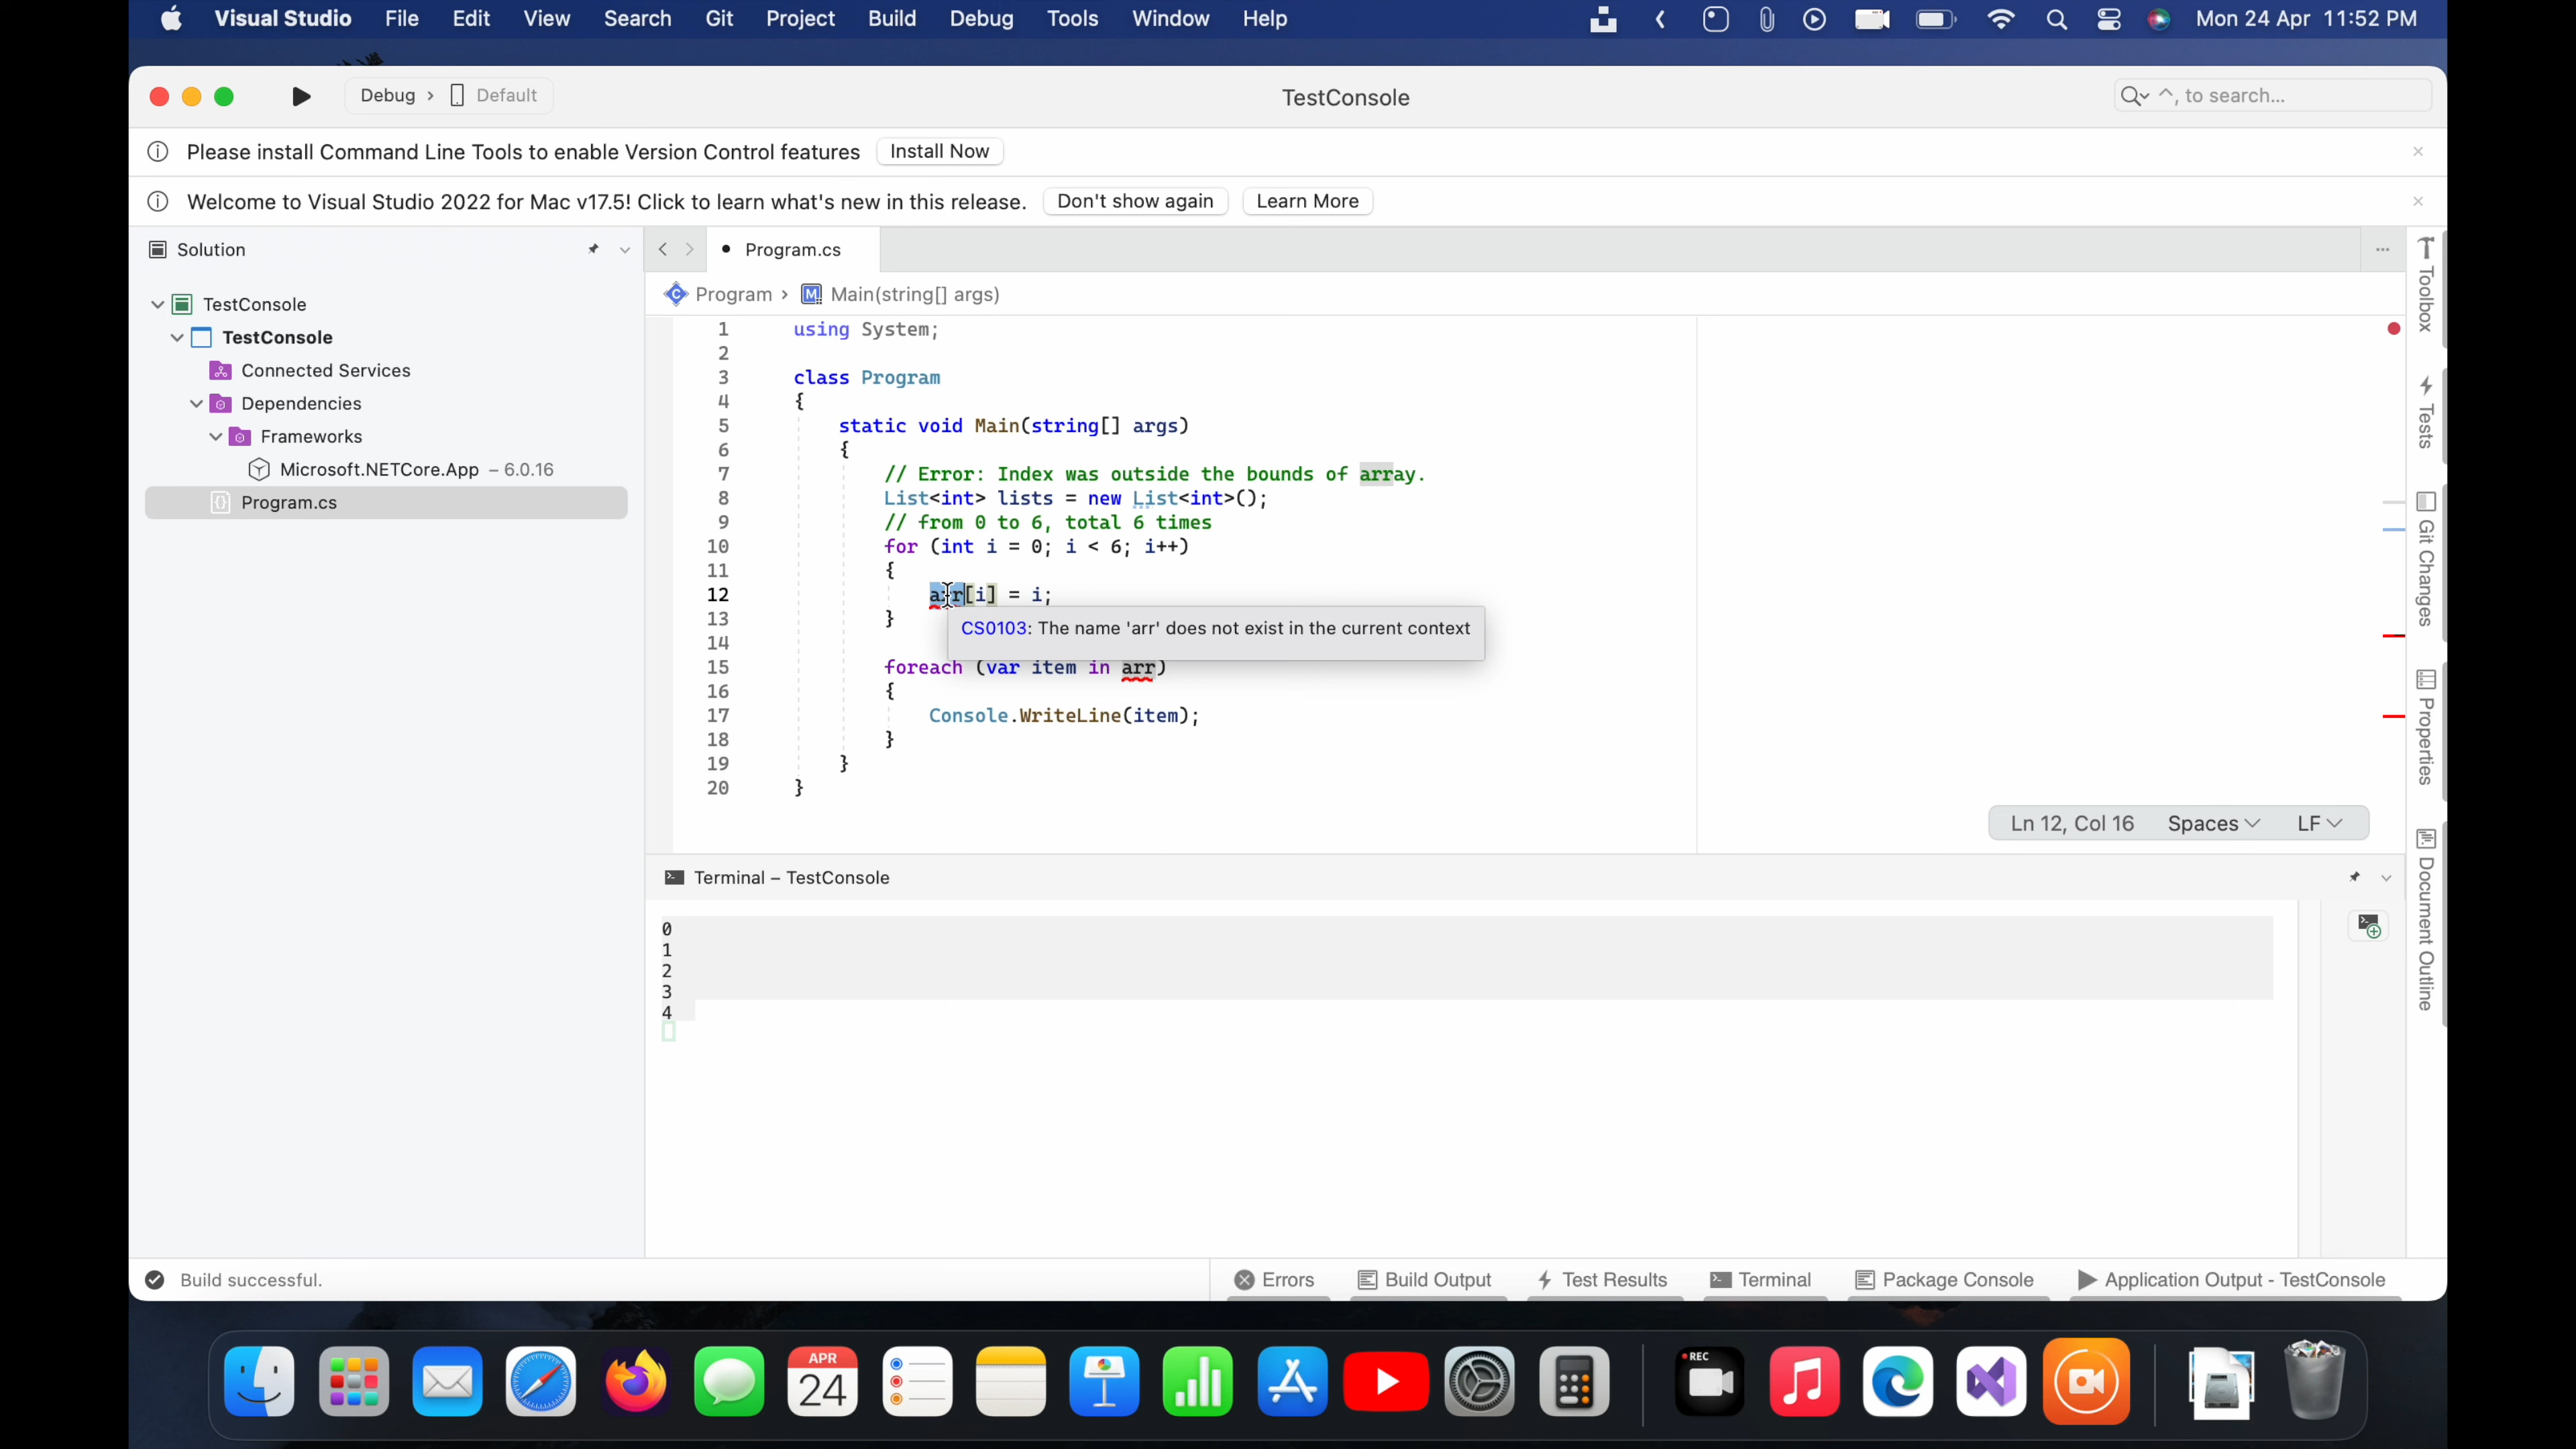 Visual Studio File Edit View Search Git Project Build Debug Tools Window Help Mon 24 Apr 11:52 PM
Debug › Default TestConsole ^, to search...
Please install Command Line Tools to enable Version Control features Install Now
Welcome to Visual Studio 2022 for Mac v17.5! Click to learn what's new in this release. Don't show again Learn More
Solution
TestConsole
TestConsole
Connected Services
Dependencies
Frameworks
Microsoft.NETCore.App – 6.0.16
{} Program.cs
Program.cs
C Program › M Main(string[] args)
1 using System;
2
3 class Program
4 {
5 static void Main(string[] args)
6 {
7 // Error: Index was outside the bounds of array.
8 List<int> lists = new List<int>();
9 // from 0 to 6, total 6 times
10 for (int i = 0; i < 6; i++)
11 {
12 arr[i] = i;
13 }
CS0103: The name 'arr' does not exist in the current context
14
15 foreach (var item in arr)
16 {
17 Console.WriteLine(item);
18 }
19 }
20 }
Ln 12, Col 16 Spaces LF
Toolbox
Tests
Git Changes
Properties
Document Outline
Terminal – TestConsole
0
1
2
3
4
Build successful.
Errors Build Output Test Results Terminal Package Console Application Output - TestConsole
APR
24
REC